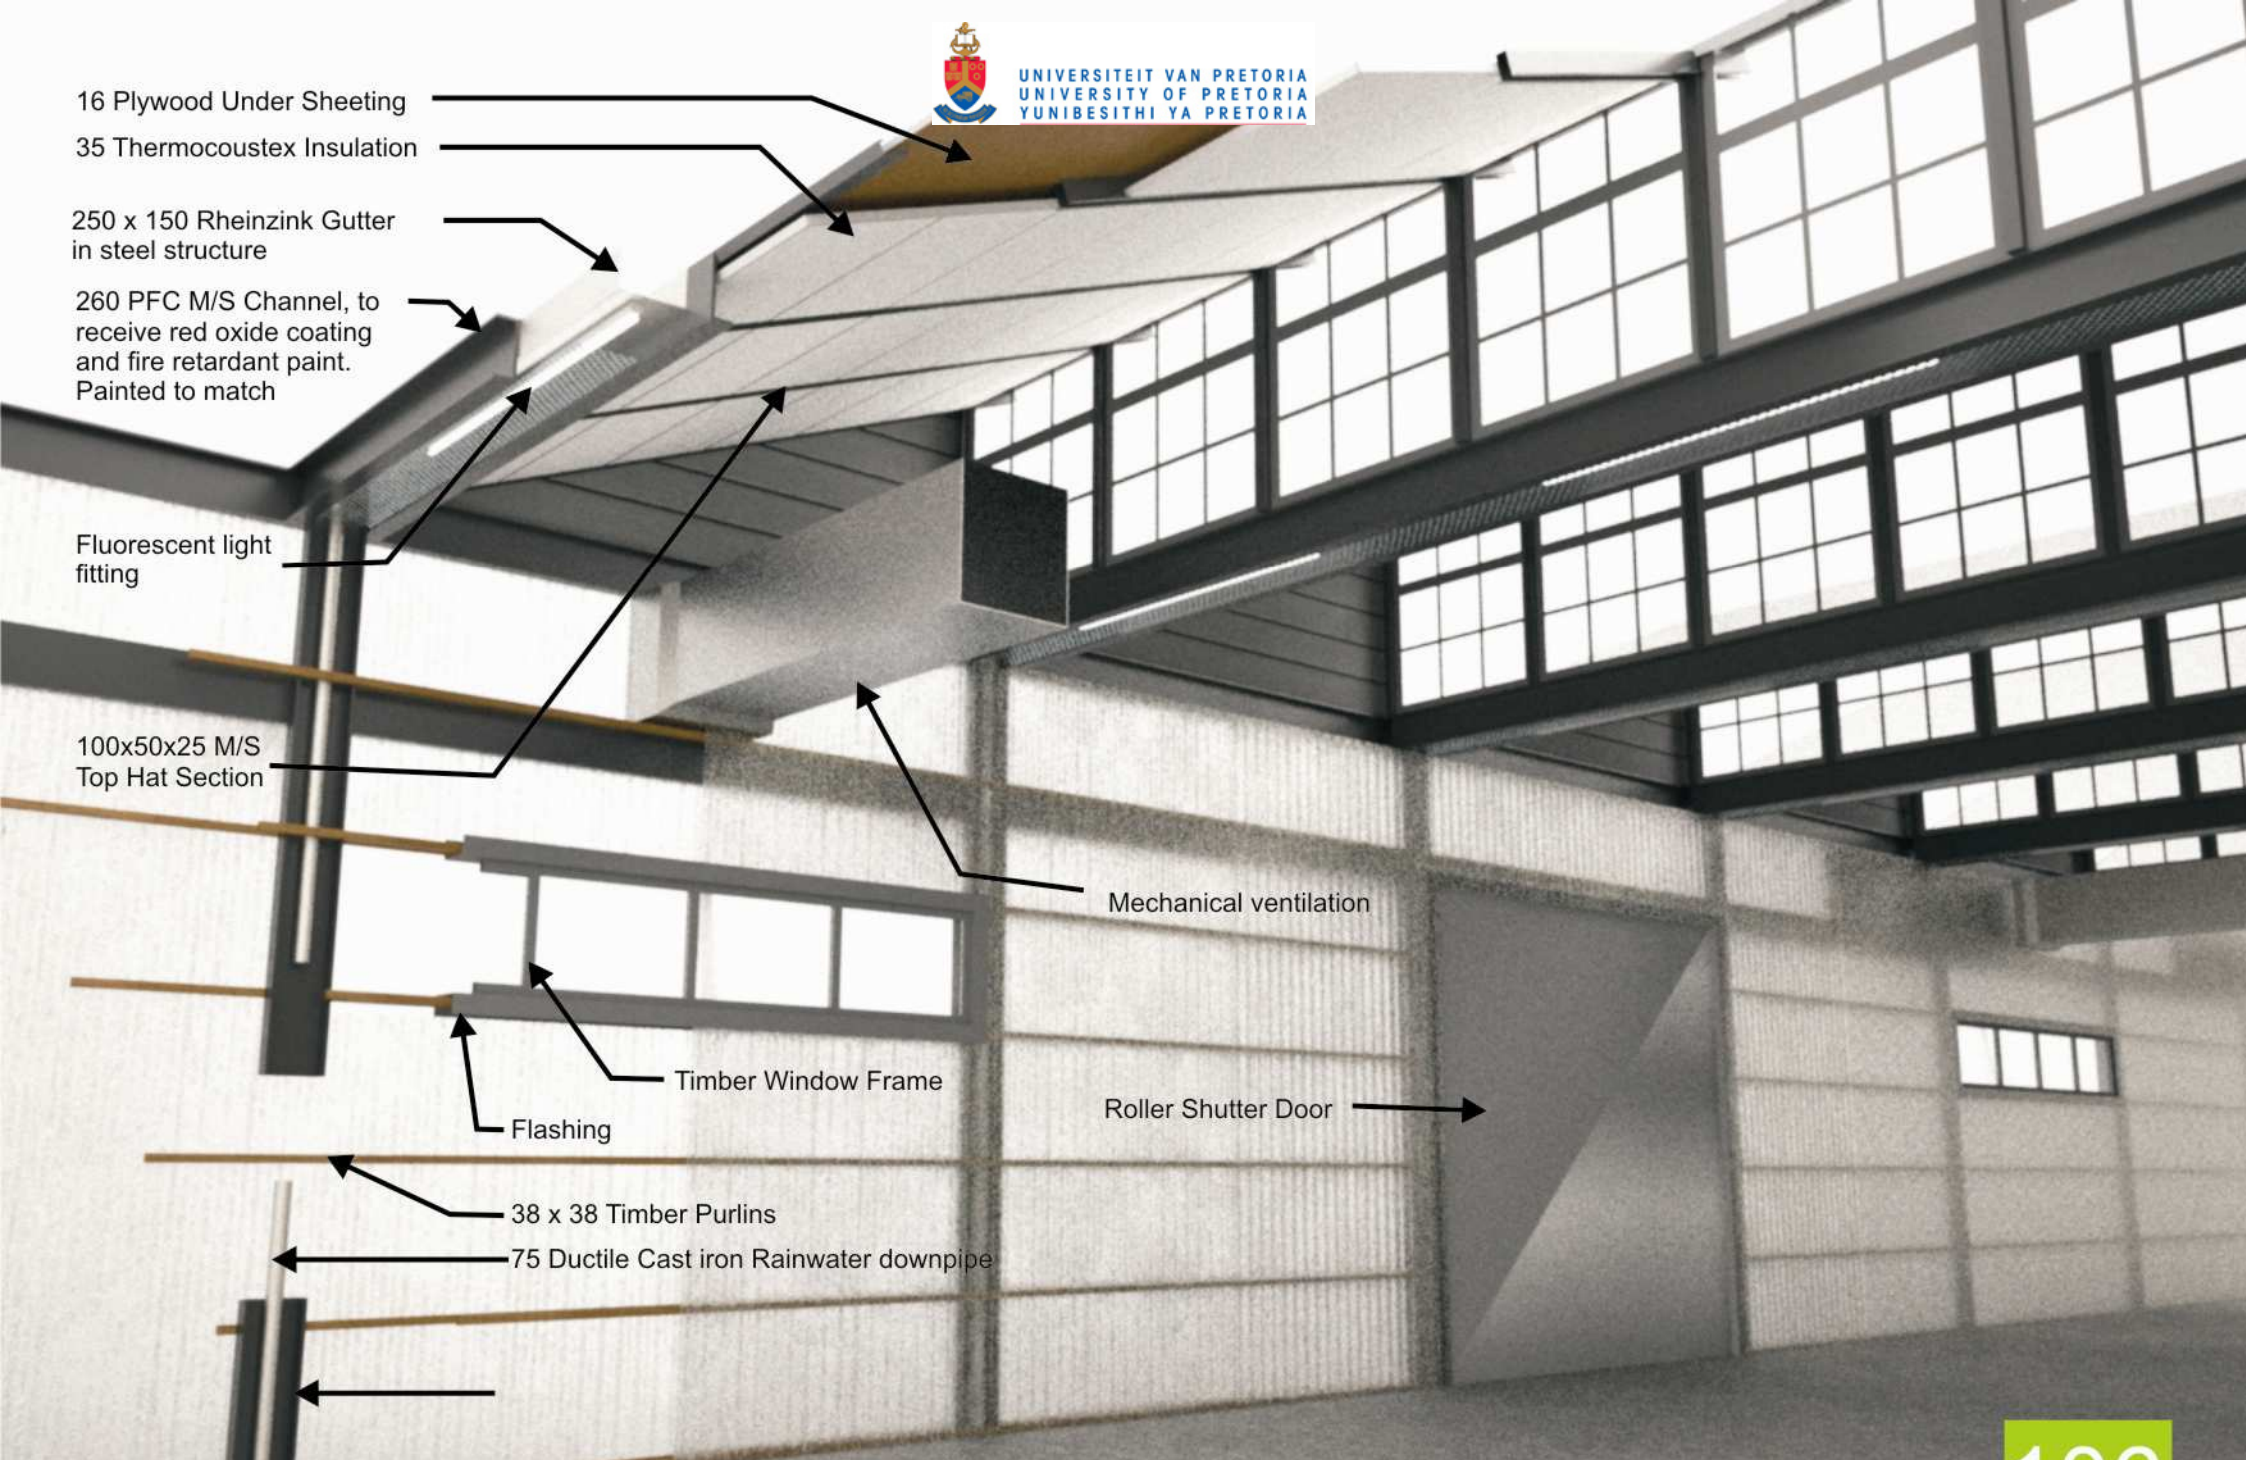 UNIVERSITEIT VAN PRETORIA
UNIVERSITY OF PRETORIA
YUNIBESITHI YA PRETORIA
16 Plywood Under Sheeting
35 Thermocoustex Insulation
250 x 150 Rheinzink Gutter
in steel structure
260 PFC M/S Channel, to
receive red oxide coating
and fire retardant paint.
Painted to match
Fluorescent light
fitting
100x50x25 M/S
Top Hat Section
Mechanical ventilation
Timber Window Frame
Roller Shutter Door
Flashing
38 x 38 Timber Purlins
75 Ductile Cast iron Rainwater downpipe